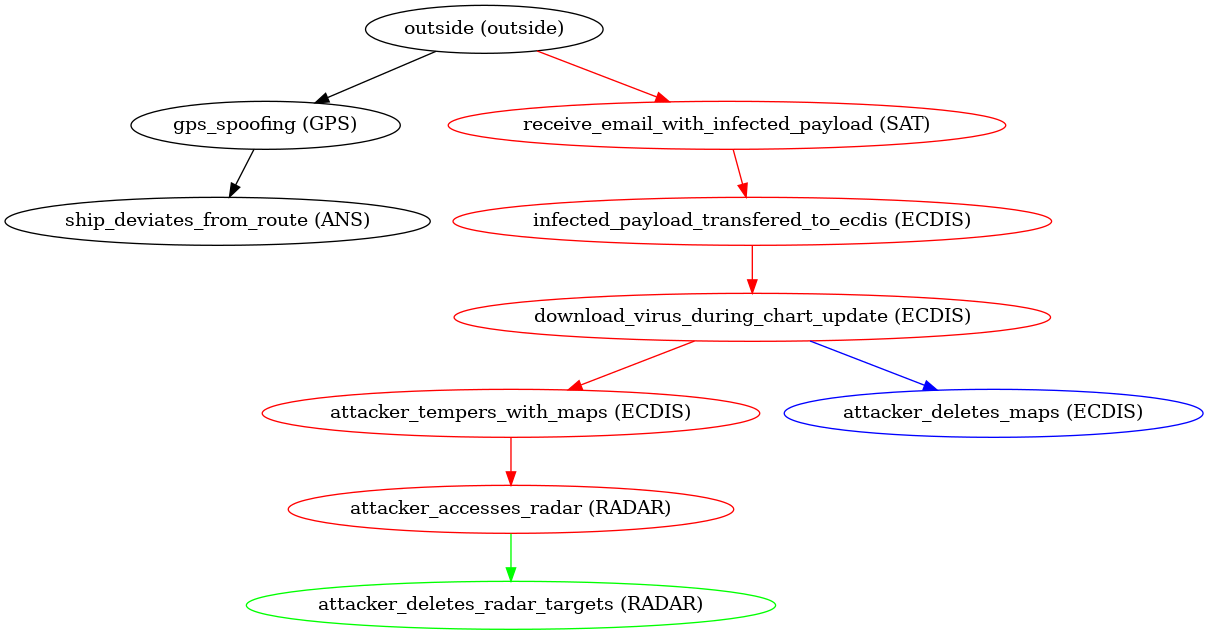 outside (outside)
gps_spoofing (GPS)
receive_email_with_infected_payload (SAT)
ship_deviates_from_route (ANS)
infected_payload_transfered_to_ecdis (ECDIS)
download_virus_during_chart_update (ECDIS)
attacker_tempers_with_maps (ECDIS)
attacker_deletes_maps (ECDIS)
attacker_accesses_radar (RADAR)
attacker_deletes_radar_targets (RADAR)